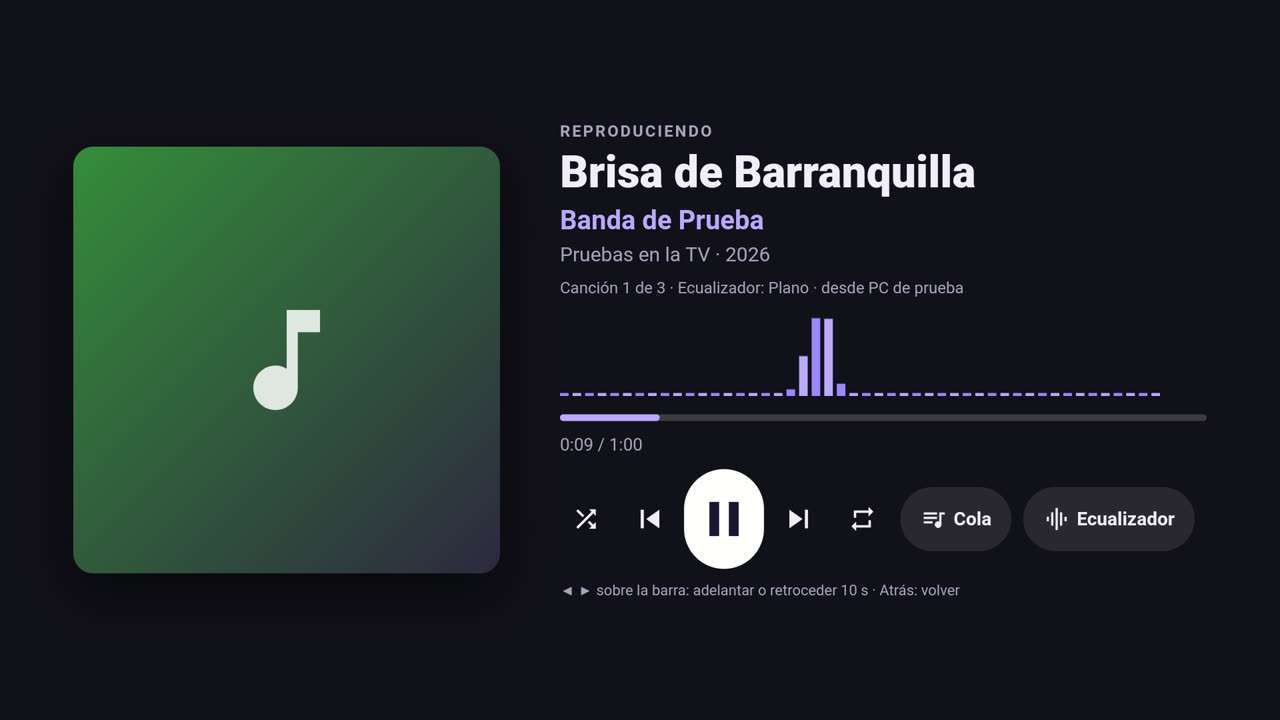 REPRODUCIENDO
Brisa de Barranquilla
Banda de Prueba
Pruebas en la TV · 2026
Canción 1 de 3 · Ecualizador: Plano · desde PC de prueba
0:09 / 1:00
Cola
Ecualizador
◄ ► sobre la barra: adelantar o retroceder 10 s · Atrás: volver